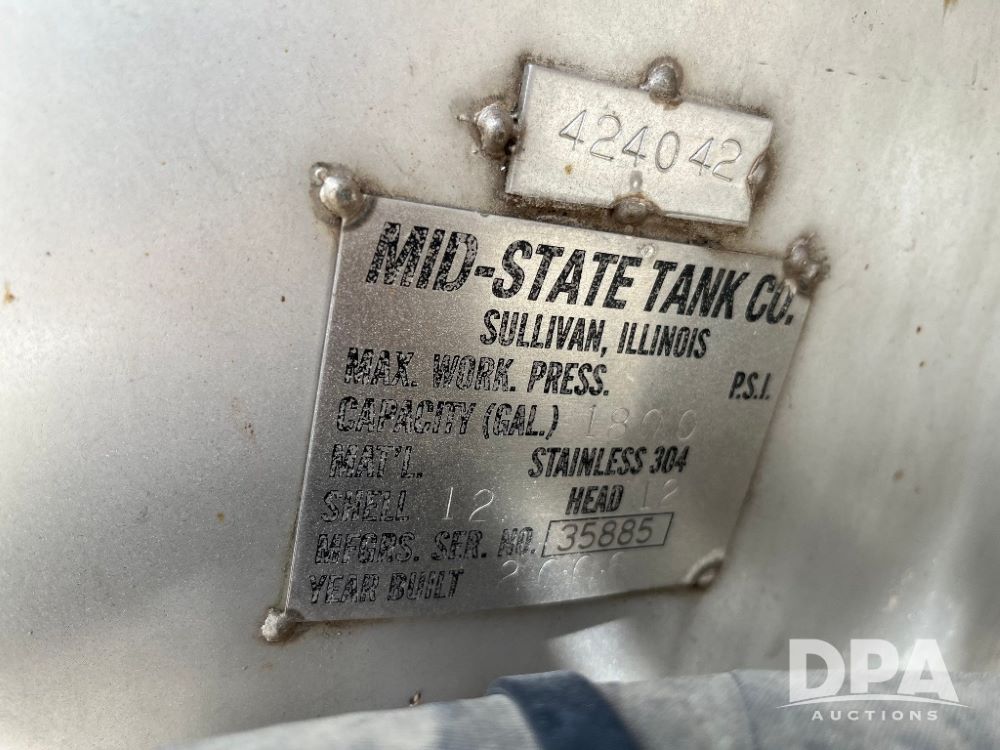 424042
MID-STATE TANK CO.
SULLIVAN, ILLINOIS
MAX. WORK. PRESS. P.S.I.
CAPACITY (GAL.) 1800
MAT'L. STAINLESS 304
SHELL 12 HEAD 12
MFGRS. SER. NO. 35885
YEAR BUILT
DPA
AUCTIONS